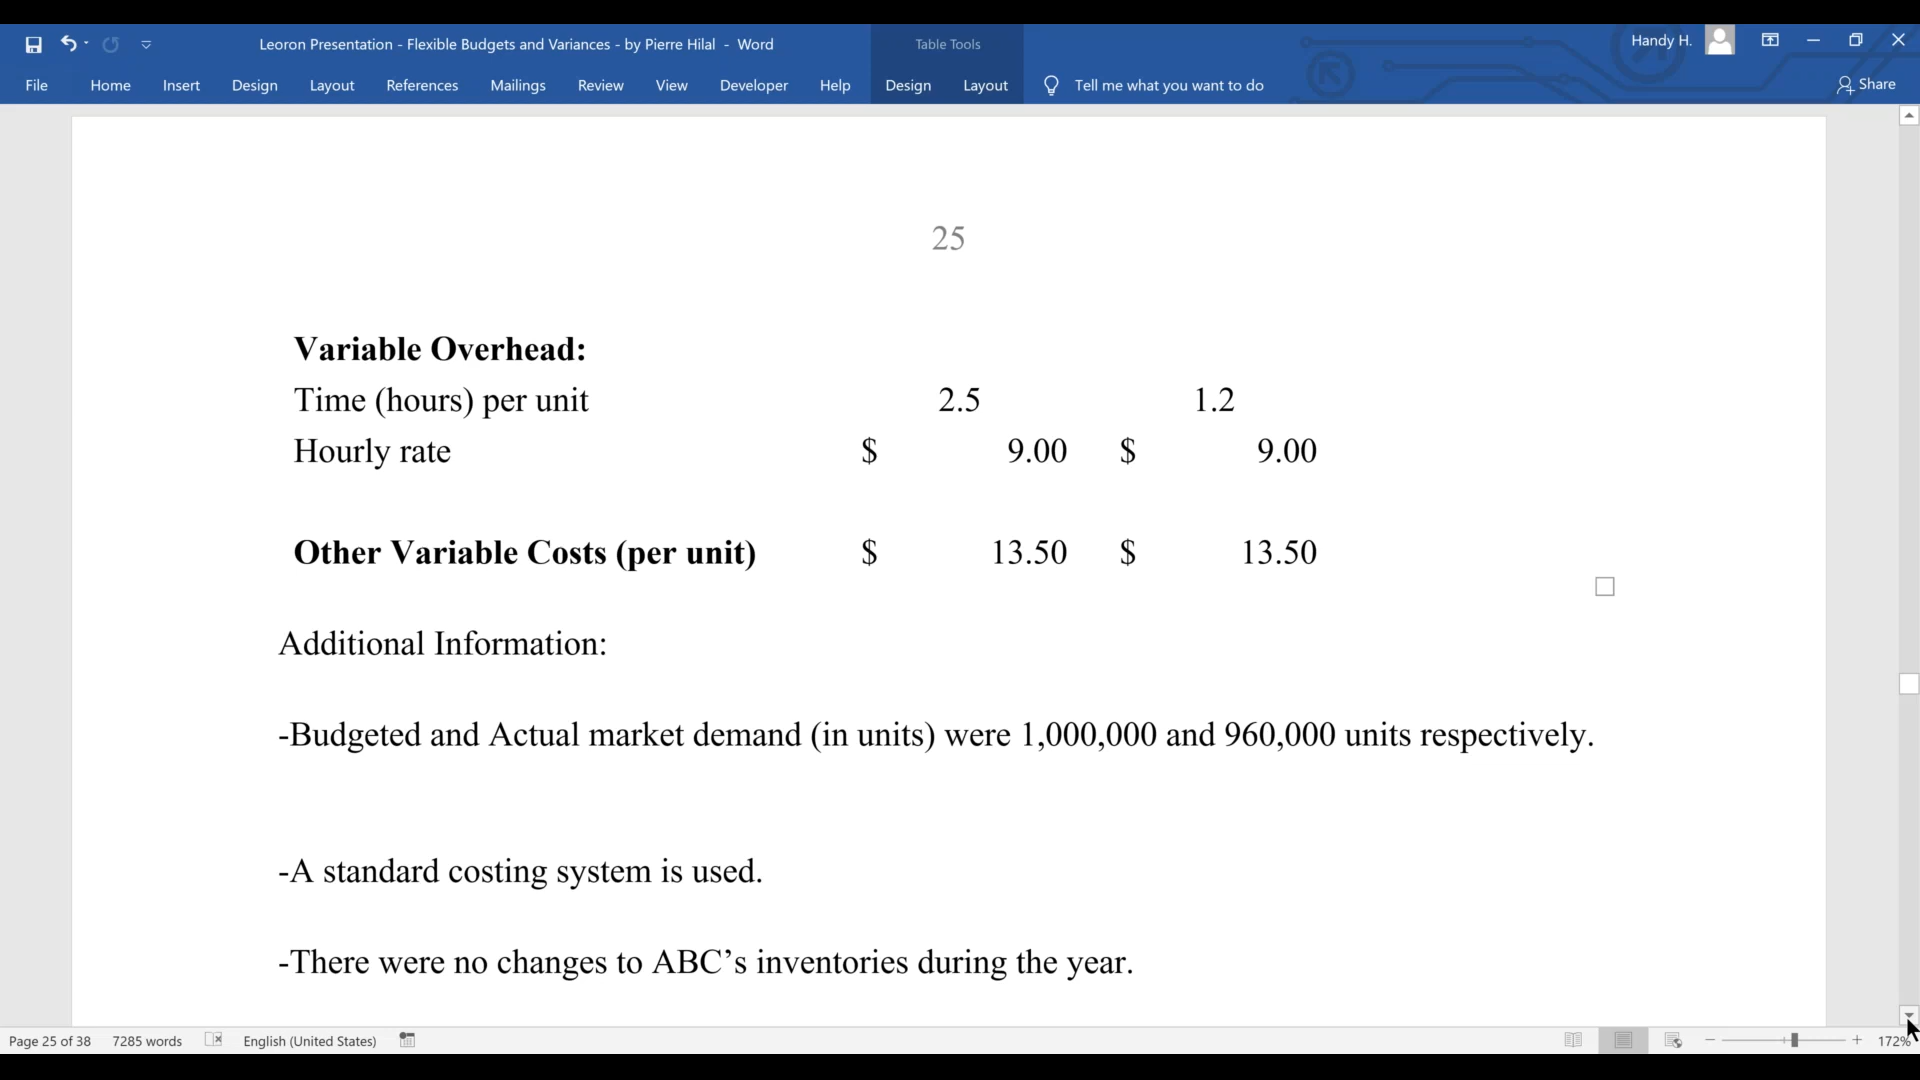 Leoron Presentation - Flexible Budgets and Variances - by Pierre Hilal - Word
Table Tools
Handy H.
File Home Insert Design Layout References Mailings Review View Developer Help Design Layout Tell me what you want to do Share
25
Variable Overhead:
Time (hours) per unit 2.5 1.2
Hourly rate $ 9.00 $ 9.00
Other Variable Costs (per unit) $ 13.50 $ 13.50
Additional Information:
-Budgeted and Actual market demand (in units) were 1,000,000 and 960,000 units respectively.
-A standard costing system is used.
-There were no changes to ABC’s inventories during the year.
Page 25 of 38 7285 words English (United States) 172%